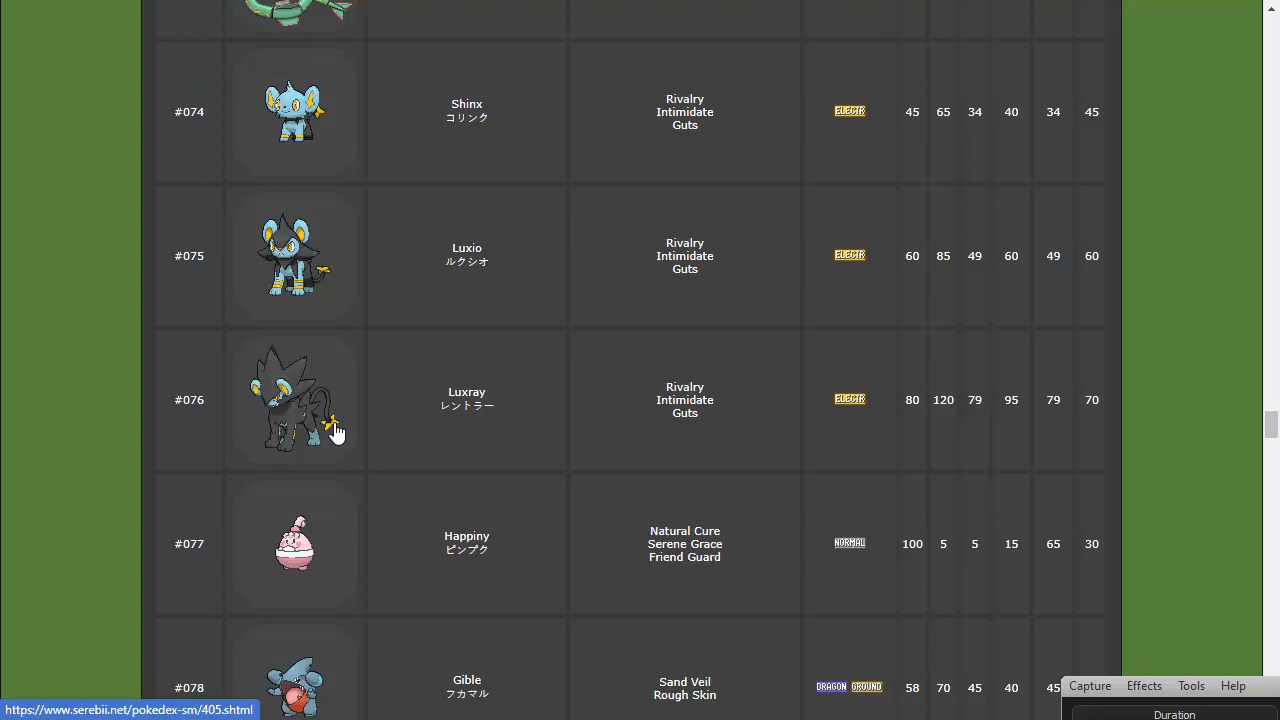 #074
Shinx
コリンク
Rivalry
Intimidate
Guts
ELECTR
45 65 34 40 34 45
#075
Luxio
ルクシオ
Rivalry
Intimidate
Guts
ELECTR
60 85 49 60 49 60
#076
Luxray
レントラー
Rivalry
Intimidate
Guts
ELECTR
80 120 79 95 79 70
#077
Happiny
ピンプク
Natural Cure
Serene Grace
Friend Guard
NORMAL
100 5 5 15 65 30
#078
Gible
フカマル
Sand Veil
Rough Skin
DRAGON GROUND
58 70 45 40 45
https://www.serebii.net/pokedex-sm/405.shtml
Capture Effects Tools Help
Duration